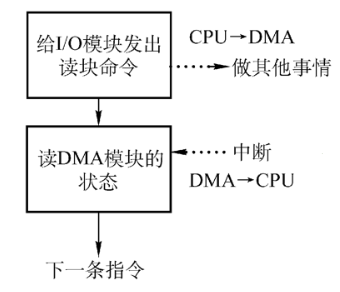 给I/O模块发出
读块命令
CPU→DMA
做其他事情
读DMA模块的
状态
中断
DMA→CPU
下一条指令